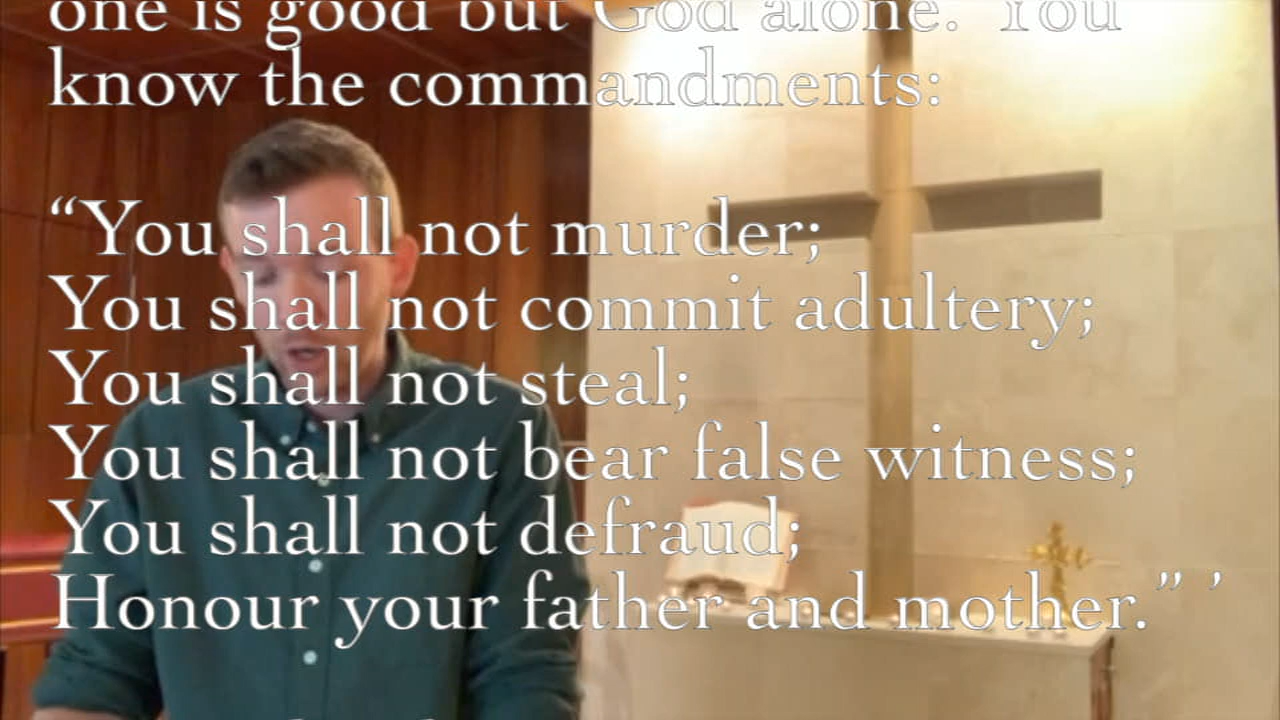 one is good but God alone. You
know the commandments:
“You shall not murder;
You shall not commit adultery;
You shall not steal;
You shall not bear false witness;
You shall not defraud;
Honour your father and mother.” ’